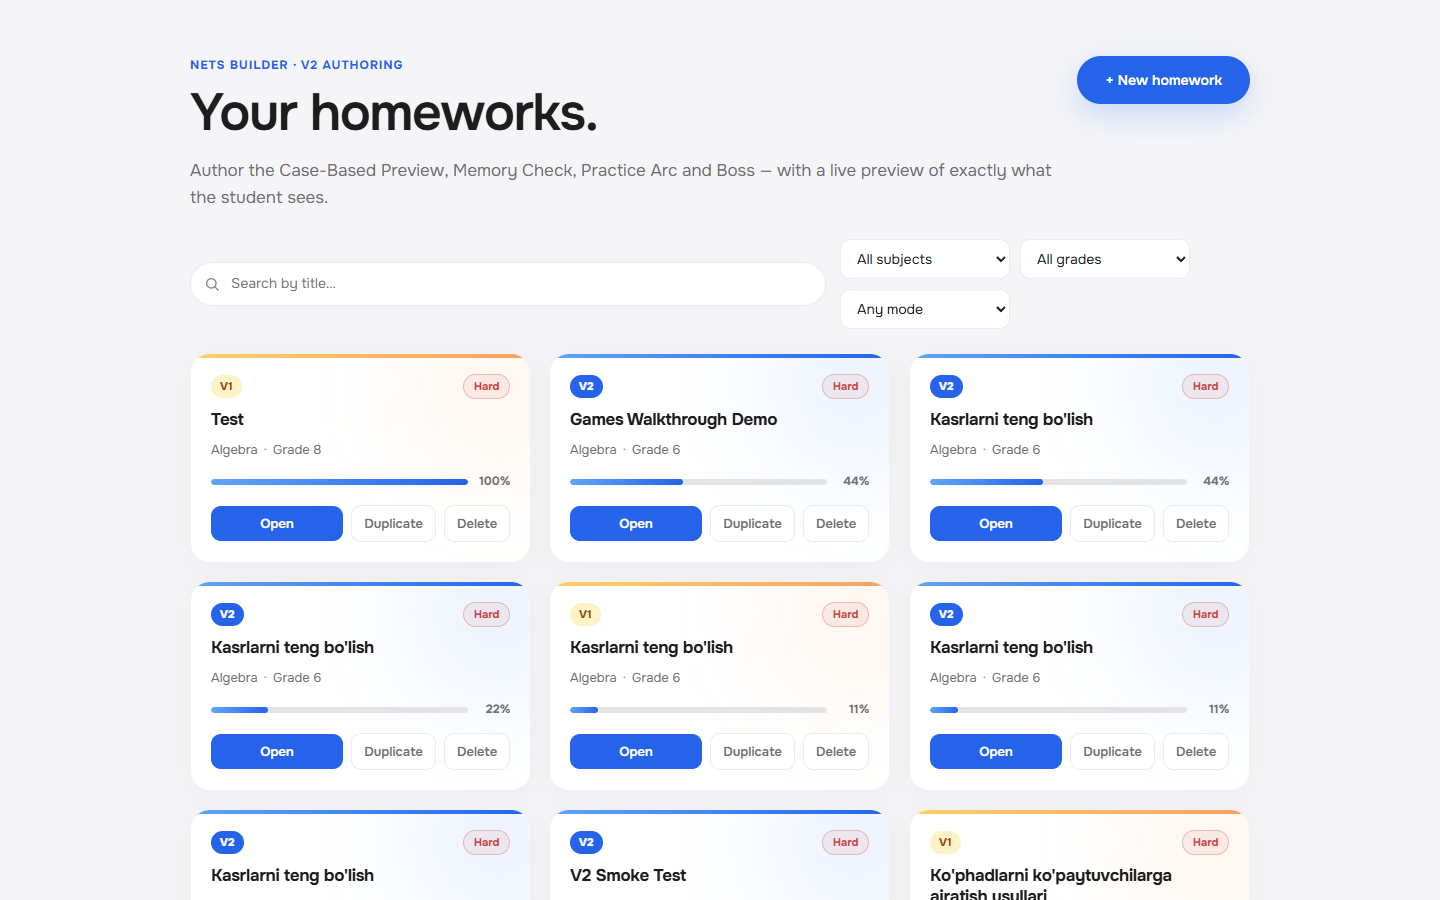 NETS BUILDER · V2 AUTHORING
Your homeworks.
+ New homework
Author the Case-Based Preview, Memory Check, Practice Arc and Boss — with a live preview of exactly what
the student sees.
Search by title...
All subjects
All grades
Any mode
V1 Hard
Test
Algebra · Grade 8
100%
Open Duplicate Delete
V2 Hard
Games Walkthrough Demo
Algebra · Grade 6
44%
Open Duplicate Delete
V2 Hard
Kasrlarni teng bo'lish
Algebra · Grade 6
44%
Open Duplicate Delete
V2 Hard
Kasrlarni teng bo'lish
Algebra · Grade 6
22%
Open Duplicate Delete
V1 Hard
Kasrlarni teng bo'lish
Algebra · Grade 6
11%
Open Duplicate Delete
V2 Hard
Kasrlarni teng bo'lish
Algebra · Grade 6
11%
Open Duplicate Delete
V2 Hard
Kasrlarni teng bo'lish
V2 Hard
V2 Smoke Test
V1 Hard
Ko'phadlarni ko'paytuvchilarga
ajratish usullari